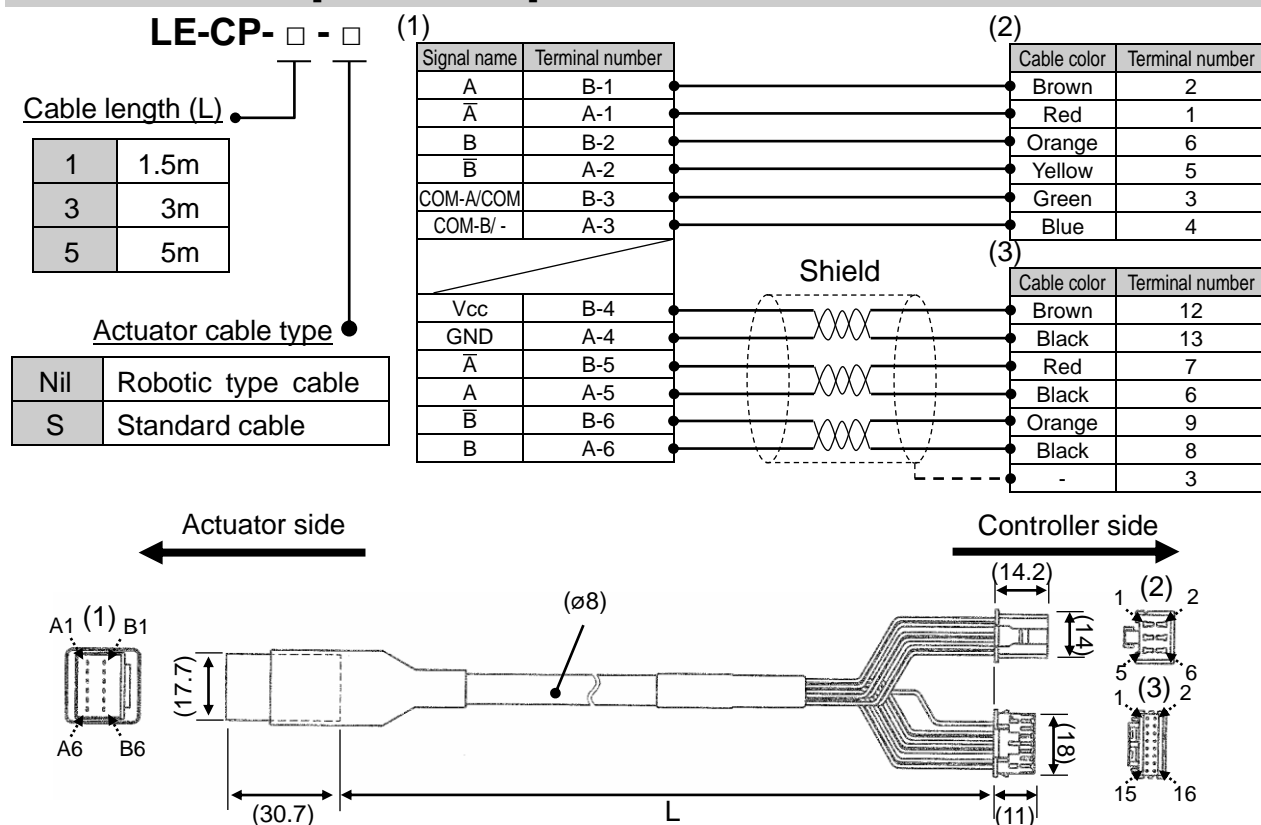 LE-CP- □ - □
Cable length (L)
1 1.5m
3 3m
5 5m
Actuator cable type
Nil Robotic type cable
S Standard cable
(1)
Signal name Terminal number
A B-1
A̅ A-1
B B-2
B̅ A-2
COM-A/COM B-3
COM-B/ - A-3
Vcc B-4
GND A-4
A̅ B-5
A A-5
B̅ B-6
B A-6
Shield
(2)
Cable color Terminal number
Brown 2
Red 1
Orange 6
Yellow 5
Green 3
Blue 4
(3)
Cable color Terminal number
Brown 12
Black 13
Red 7
Black 6
Orange 9
Black 8
- 3
Actuator side
Controller side
A1 (1) B1
A6 B6
(17.7)
(30.7)
(ø8)
L
(14.2)
(14)
(18)
(11)
1 (2) 2
5 6
1 (3) 2
15 16